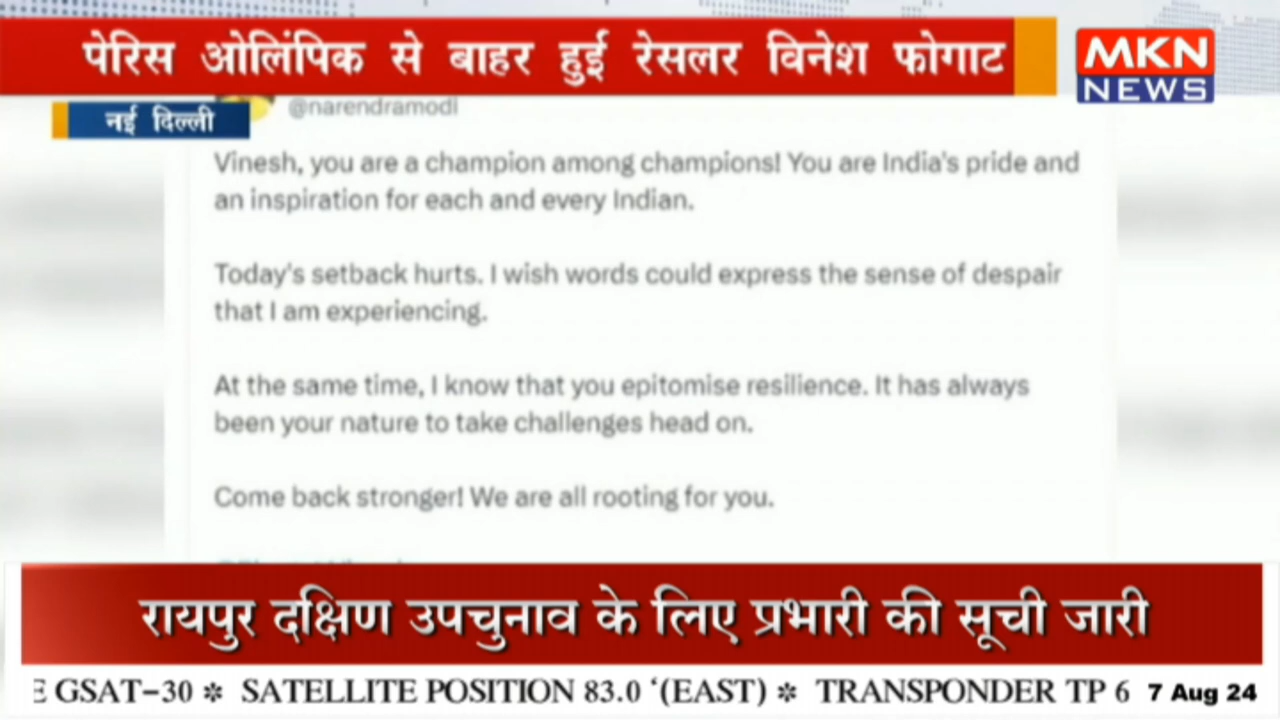 पेरिस ओलिंपिक से बाहर हुई रेसलर विनेश फोगाट
MKN
NEWS
नई दिल्ली
@narendramodi
Vinesh, you are a champion among champions! You are India's pride and
an inspiration for each and every Indian.
Today's setback hurts. I wish words could express the sense of despair
that I am experiencing.
At the same time, I know that you epitomise resilience. It has always
been your nature to take challenges head on.
Come back stronger! We are all rooting for you.
रायपुर दक्षिण उपचुनाव के लिए प्रभारी की सूची जारी
GSAT-30 ✼ SATELLITE POSITION 83.0 ‘(EAST) ✼ TRANSPONDER TP 6 7 Aug 24